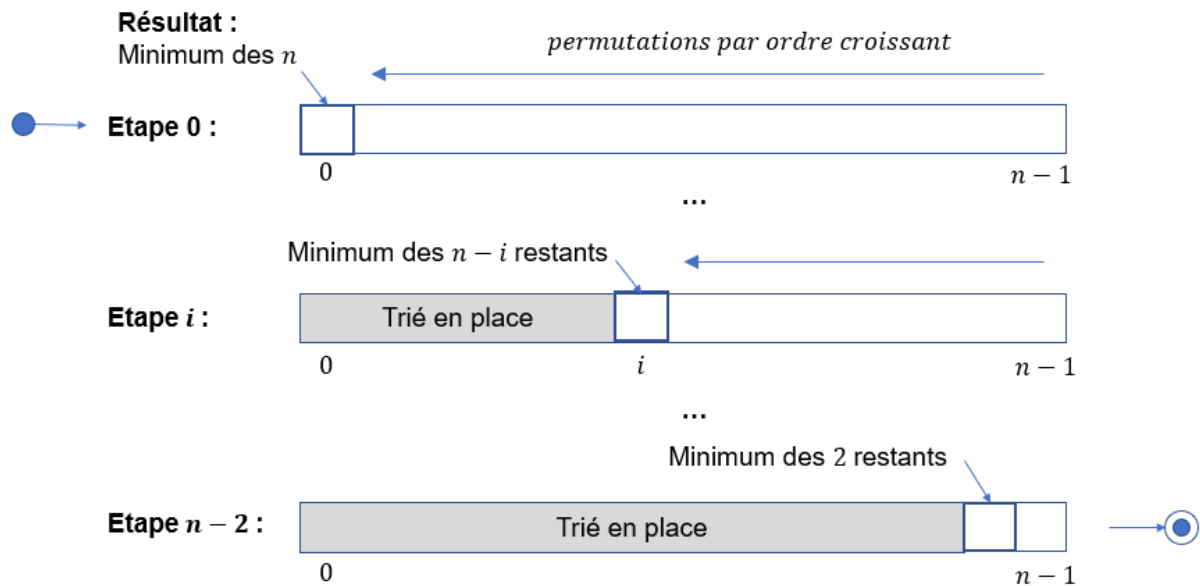 Résultat :
Minimum des n
permutations par ordre croissant
Etape 0 :
0
n − 1
...
Minimum des n − i restants
Etape i :
Trié en place
0
i
n − 1
...
Minimum des 2 restants
Etape n − 2 :
Trié en place
0
n − 1